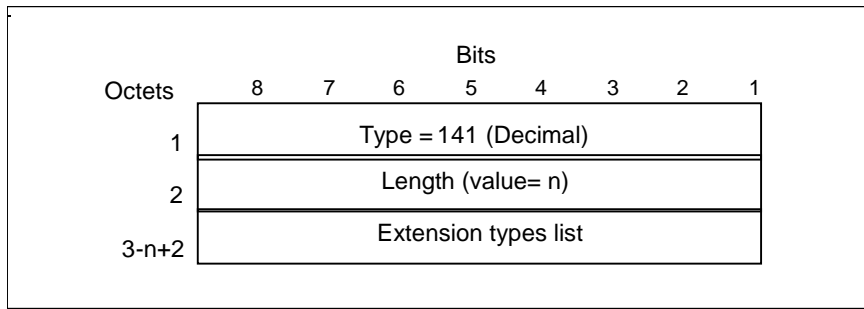 Bits
Octets 8 7 6 5 4 3 2 1
1 Type = 141 (Decimal)
2 Length (value= n)
3-n+2 Extension types list